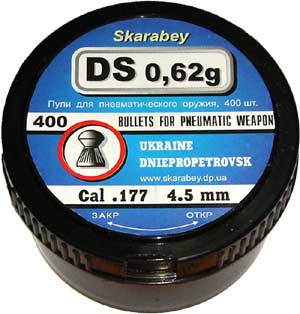 Skarabey
DS 0,62g
Пули для пневматического оружия, 400 шт.
400 BULLETS FOR PNEUMATIC WEAPON
UKRAINE
DNIEPROPETROVSK
www.skarabey.dp.ua
Cal .177 4.5 mm
ЗАКР ОТКР